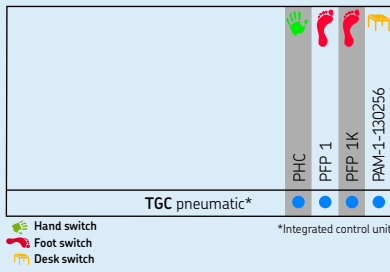 PHC
PFP 1
PFP 1K
PAM-1-130256
TGC pneumatic*
Hand switch
Foot switch
Desk switch
*Integrated control unit